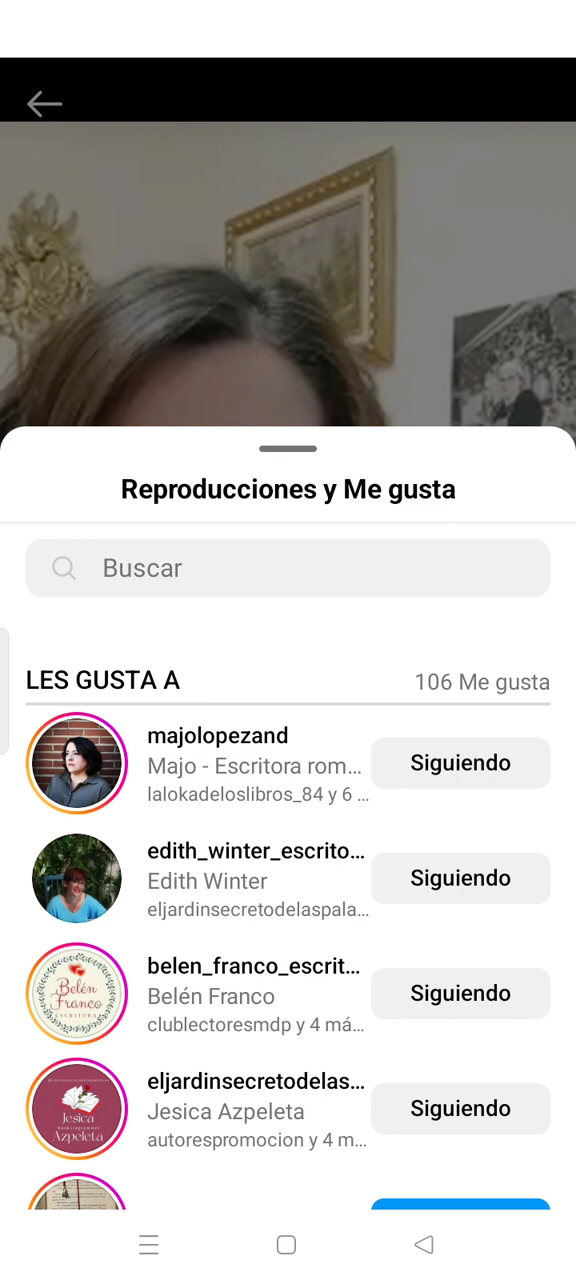 Reproducciones y Me gusta
Buscar
LES GUSTA A
106 Me gusta
majolopezand
Majo - Escritora rom...
lalokadeloslibros_84 y 6 ...
Siguiendo
edith_winter_escrito...
Edith Winter
eljardinsecretodelaspala...
Siguiendo
Belén
Franco
ESCRITORA
belen_franco_escrit...
Belén Franco
clublectoresmdp y 4 má...
Siguiendo
Jesica
Azpeleta
eljardinsecretodelas...
Jesica Azpeleta
autorespromocion y 4 m...
Siguiendo